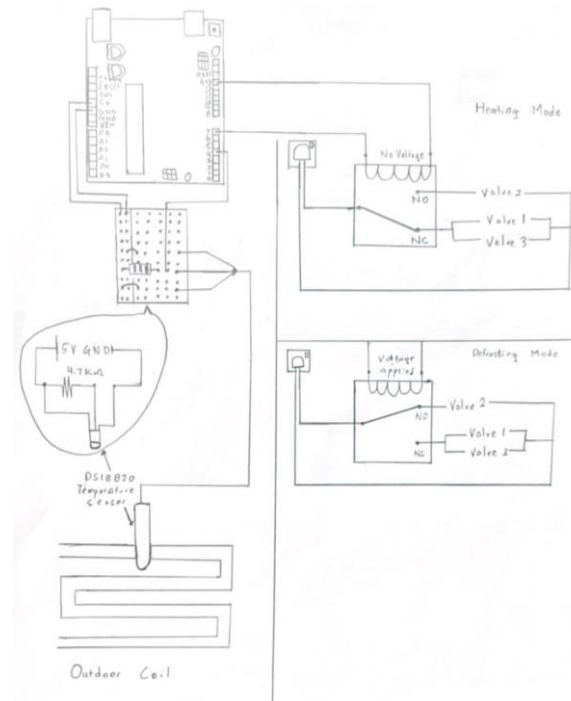 Heating Mode
No Voltage
NO
Valve 2
Valve 1
Valve 3
NC
Defrosting Mode
Voltage
applied
NO
Valve 2
Valve 1
Valve 3
NC
5V GND
4.7KΩ
DS18B20
Temperature
Sensor
Outdoor Coil